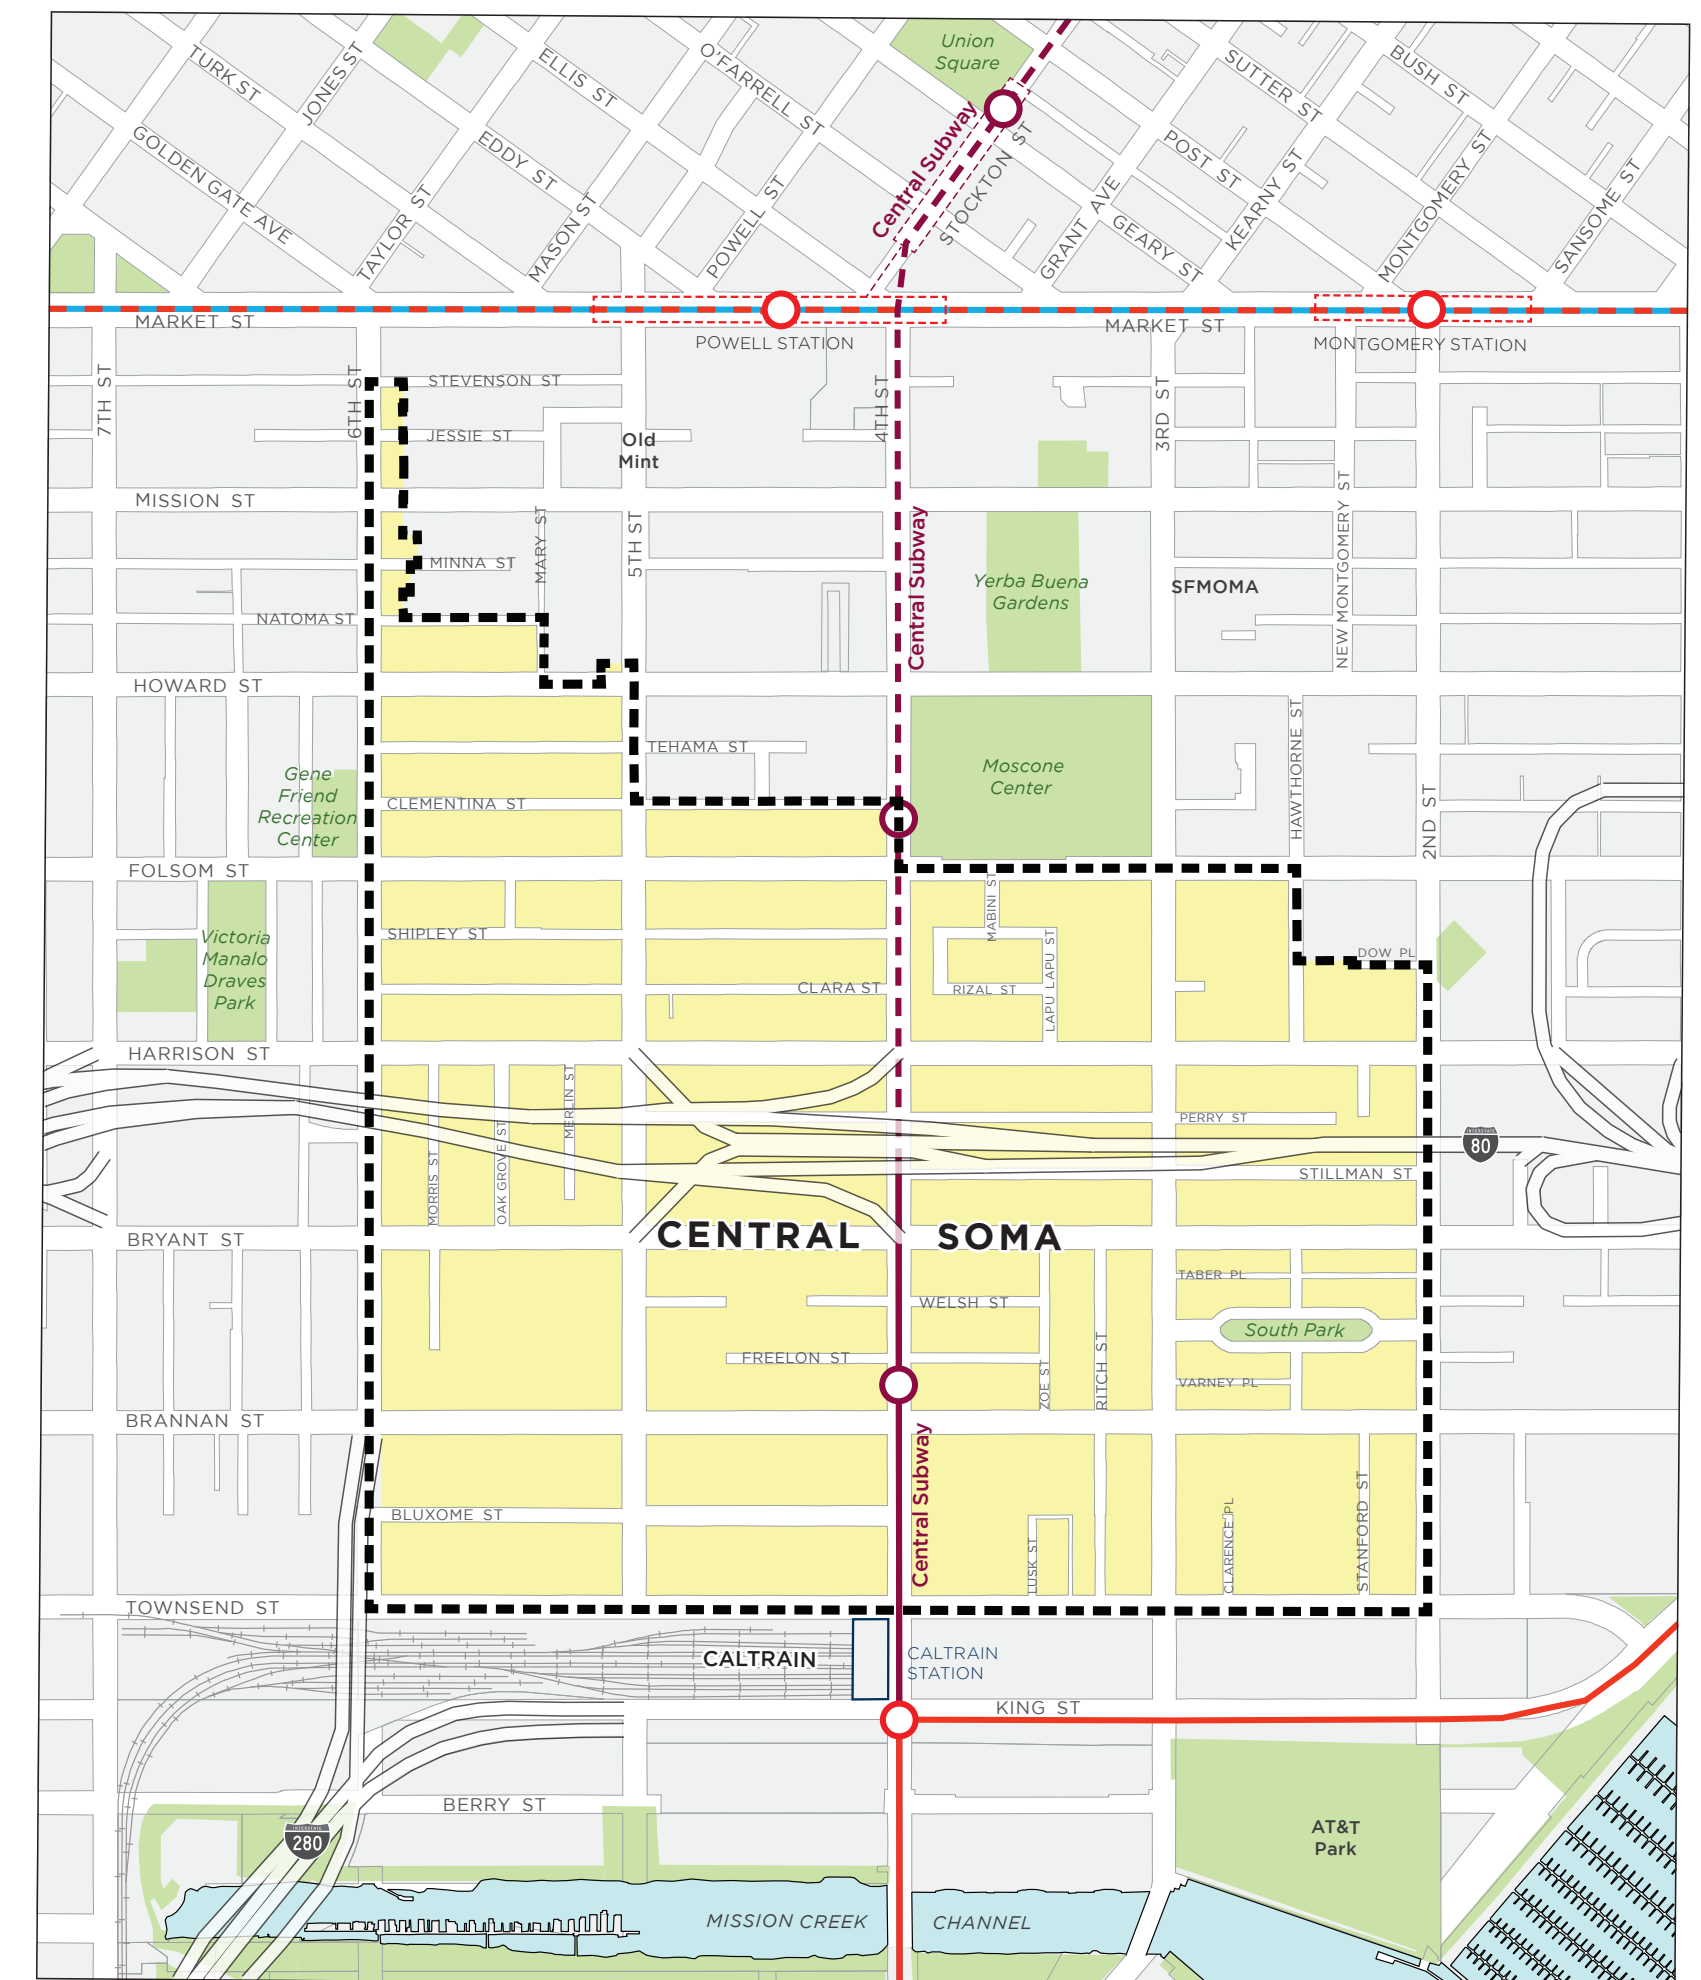 Union
Square
TURK ST
JONES ST
ELLIS ST
O'FARRELL ST
SUTTER ST
BUSH ST
GOLDEN GATE AVE
EDDY ST
Central Subway
STOCKTON ST
POST ST
KEARNY ST
MONTGOMERY ST
SANSOME ST
TAYLOR ST
MASON ST
POWELL ST
GRANT AVE
GEARY ST
MARKET ST
MARKET ST
POWELL STATION
MONTGOMERY STATION
7TH ST
6TH ST
STEVENSON ST
4TH ST
3RD ST
JESSIE ST
Old
Mint
MISSION ST
MARY ST
5TH ST
MINNA ST
Central Subway
Yerba Buena
Gardens
SFMOMA
NEW MONTGOMERY ST
NATOMA ST
HOWARD ST
TEHAMA ST
HAWTHORNE ST
Moscone
Center
Gene
Friend
Recreation
Center
CLEMENTINA ST
2ND ST
FOLSOM ST
MABINI ST
Victoria
Manalo
Draves
Park
SHIPLEY ST
LAPU LAPU ST
DOW PL
CLARA ST
RIZAL ST
HARRISON ST
MERLIN ST
PERRY ST
INTERSTATE
80
MORRIS ST
OAK GROVE ST
STILLMAN ST
CENTRAL SOMA
BRYANT ST
TABER PL
WELSH ST
South Park
FREELON ST
ZOE ST
RITCH ST
VARNEY PL
BRANNAN ST
Central Subway
BLUXOME ST
LUSK ST
CLARENCE PL
STANFORD ST
TOWNSEND ST
CALTRAIN
CALTRAIN
STATION
KING ST
BERRY ST
INTERSTATE
280
AT&T
Park
MISSION CREEK CHANNEL